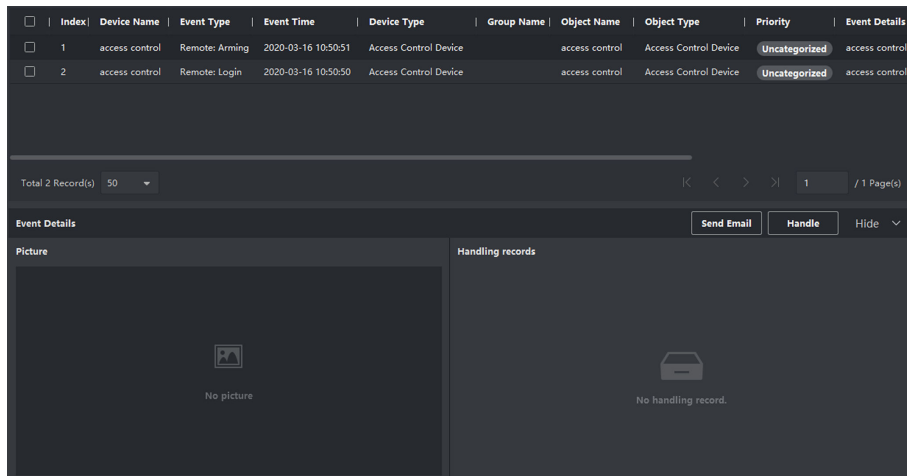 Index Device Name Event Type Event Time Device Type Group Name Object Name Object Type Priority Event Details
1 access control Remote: Arming 2020-03-16 10:50:51 Access Control Device access control Access Control Device Uncategorized access control
2 access control Remote: Login 2020-03-16 10:50:50 Access Control Device access control Access Control Device Uncategorized access control
Total 2 Record(s) 50 1 / 1 Page(s)
Event Details Send Email Handle Hide
Picture Handling records
No picture
No handling record.